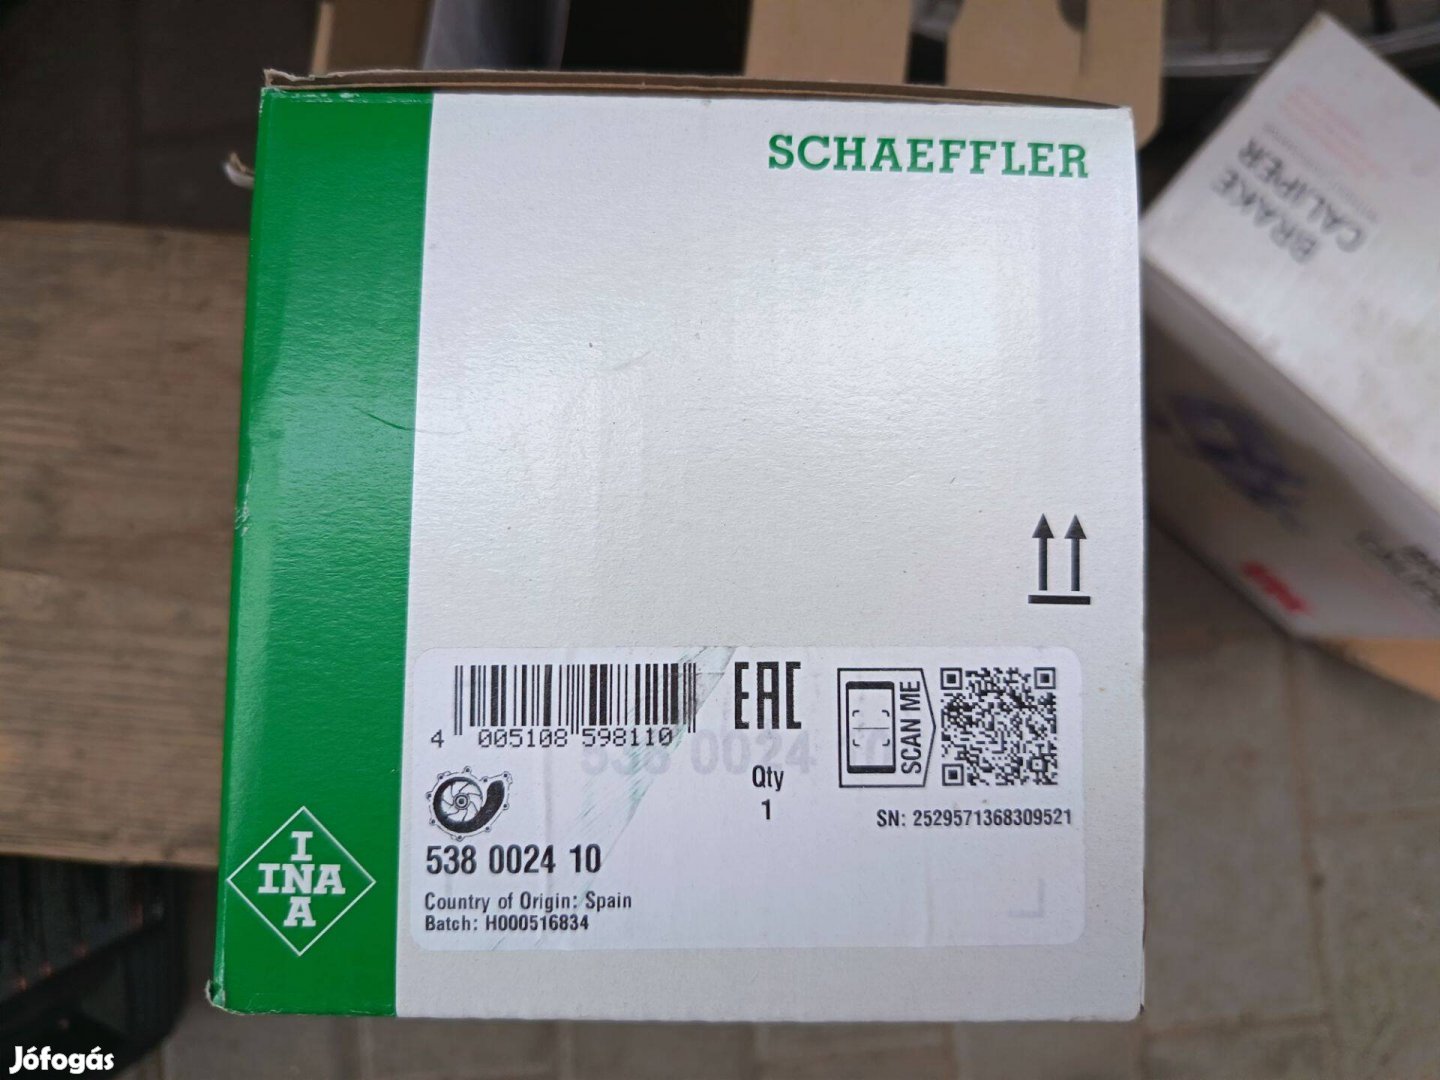 SCHAEFFLER
BRAKE
CALIPER
EAC
4 005108 598110
SCAN ME
Qty
1
SN: 2529571368309521
538 0024 10
Country of Origin: Spain
Batch: H000516834
INA
INA
Jófogás